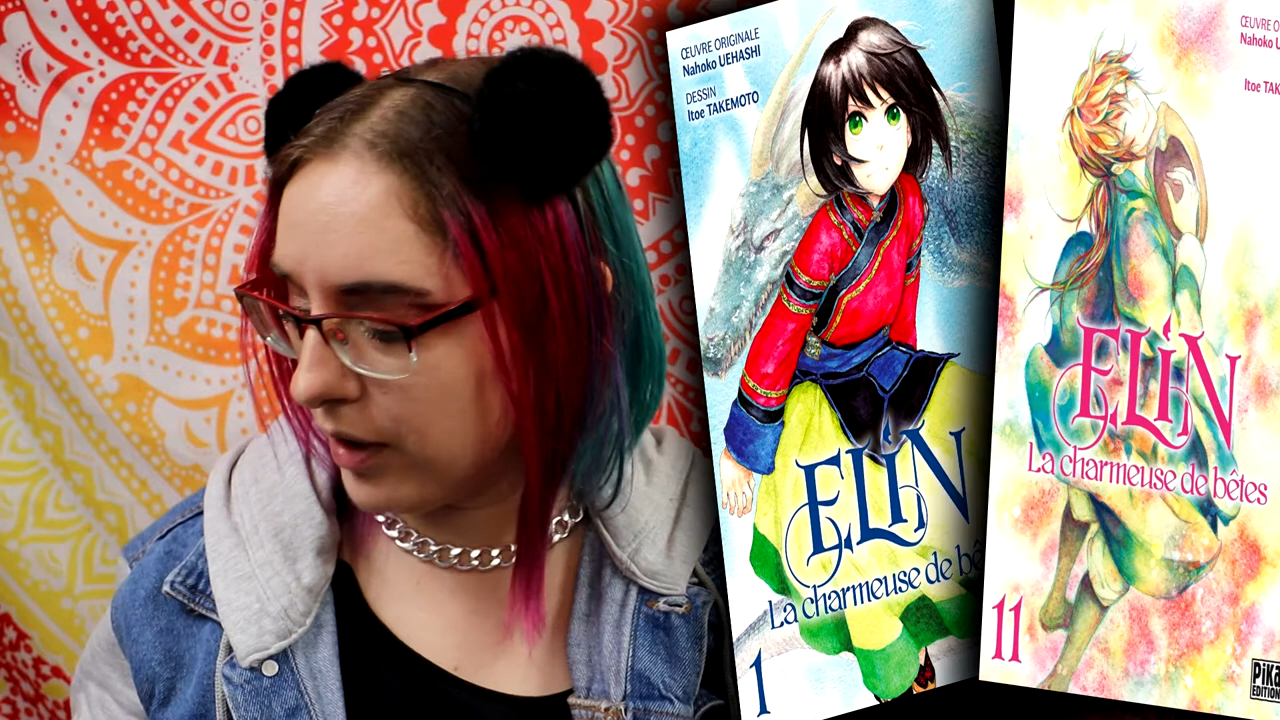 ŒUVRE ORIGINALE
Nahoko UEHASHI
DESSIN
Itoe TAKEMOTO
ELiN
La charmeuse de bê
1
ŒUVRE O
Nahoko U
Itoe TAK
ELiN
La charmeuse de bêtes
11
PiKA
EDITION